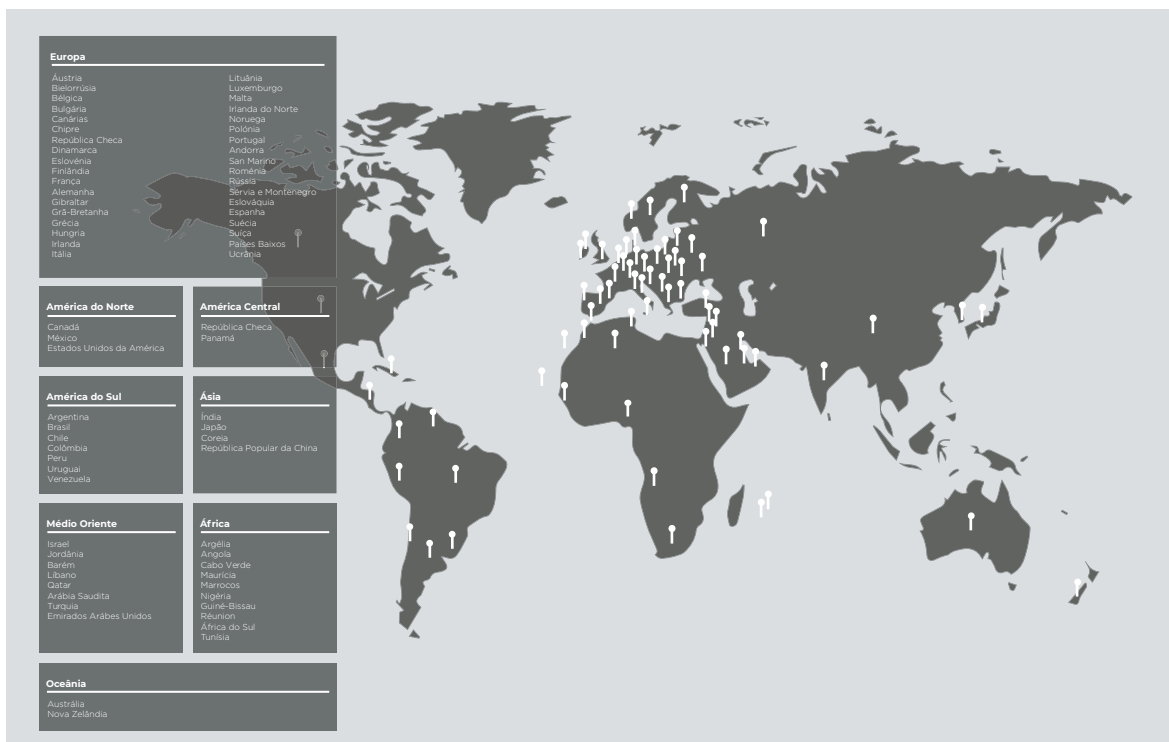 Europa
Áustria
Bielorrúsia
Bélgica
Bulgária
Canárias
Chipre
República Checa
Dinamarca
Eslovénia
Finlândia
França
Alemanha
Gibraltar
Grã-Bretanha
Grécia
Hungria
Irlanda
Itália
Lituânia
Luxemburgo
Malta
Irlanda do Norte
Noruega
Polónia
Portugal
Andorra
San Marino
Roménia
Rússia
Sérvia e Montenegro
Eslováquia
Espanha
Suécia
Suíça
Países Baixos
Ucrânia
América do Norte
Canadá
México
Estados Unidos da América
América Central
República Checa
Panamá
América do Sul
Argentina
Brasil
Chile
Colômbia
Peru
Uruguai
Venezuela
Ásia
Índia
Japão
Coreia
República Popular da China
Médio Oriente
Israel
Jordânia
Barém
Líbano
Qatar
Arábia Saudita
Turquia
Emirados Arábes Unidos
África
Argélia
Angola
Cabo Verde
Maurícia
Marrocos
Nigéria
Guiné-Bissau
Réunion
África do Sul
Tunísia
Oceânia
Austrália
Nova Zelândia